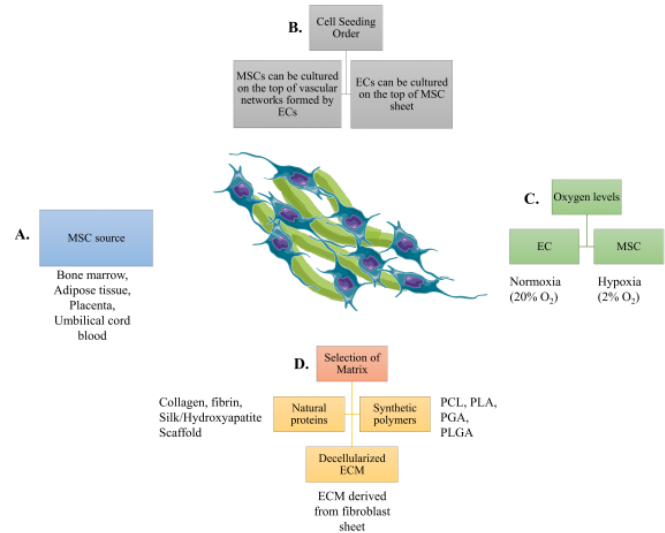 B.
Cell Seeding
Order
MSCs can be cultured
on the top of vascular
networks formed by
ECs
ECs can be cultured
on the top of MSC
sheet
A.
MSC source
Bone marrow,
Adipose tissue,
Placenta,
Umbilical cord
blood
C.
Oxygen levels
EC
MSC
Normoxia
(20% O₂)
Hypoxia
(2% O₂)
D.
Selection of
Matrix
Collagen, fibrin,
Silk/Hydroxyapatite
Scaffold
Natural
proteins
Synthetic
polymers
PCL, PLA,
PGA,
PLGA
Decellularized
ECM
ECM derived
from fibroblast
sheet